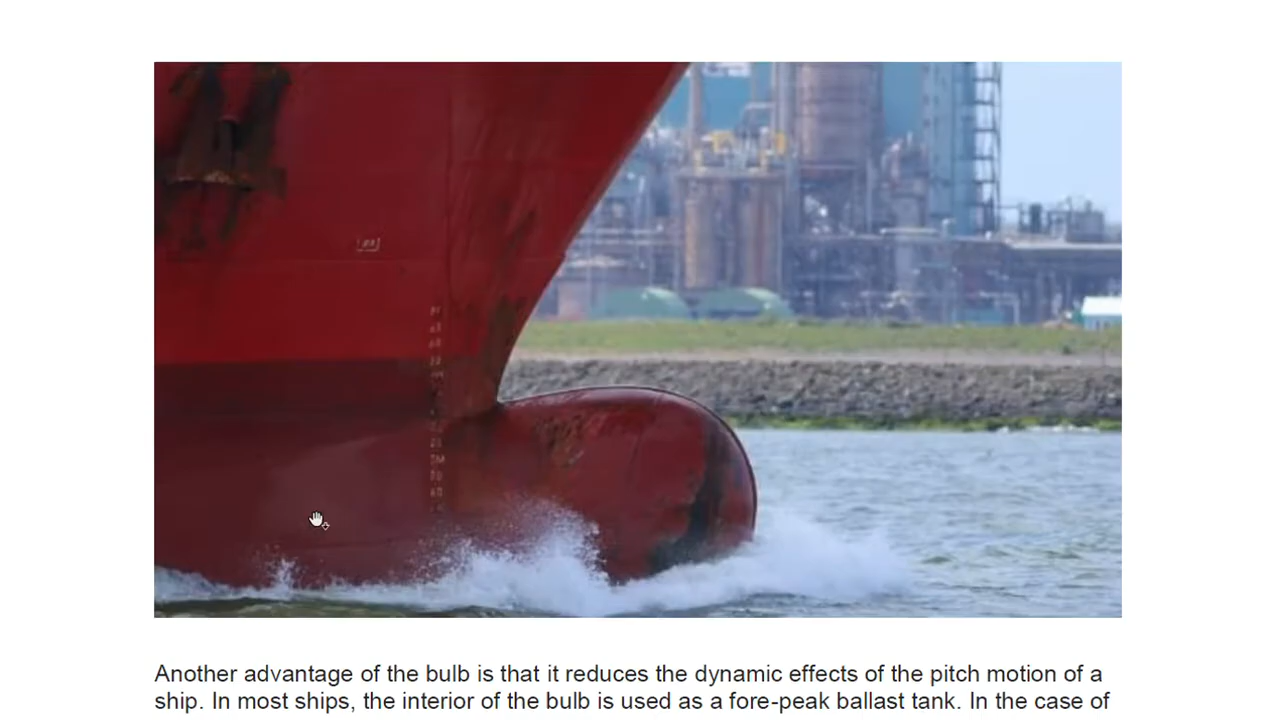 Another advantage of the bulb is that it reduces the dynamic effects of the pitch motion of a
ship. In most ships, the interior of the bulb is used as a fore-peak ballast tank. In the case of